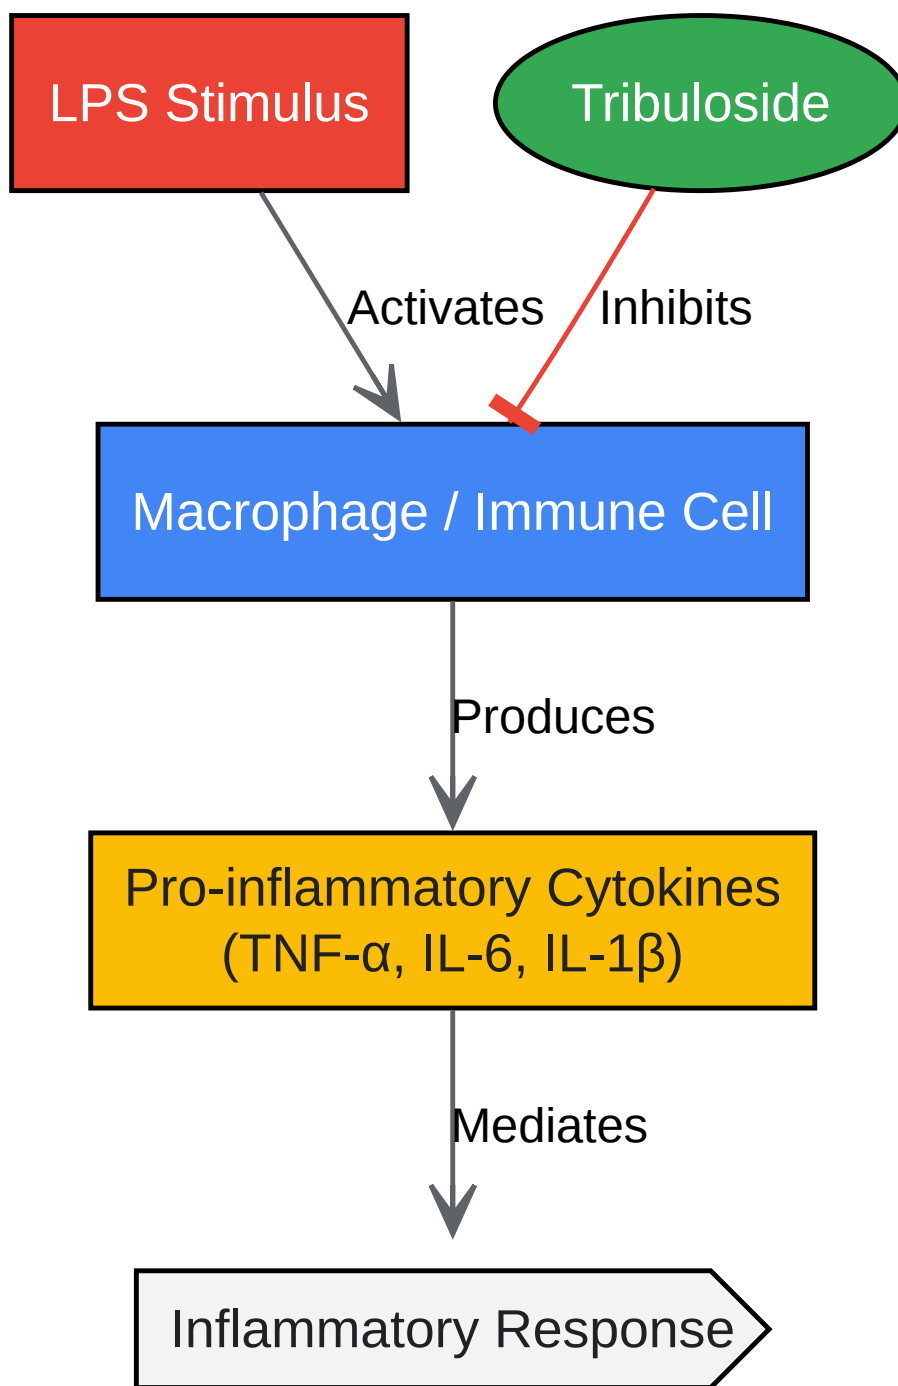 LPS Stimulus
Tribuloside
Activates
Inhibits
Macrophage / Immune Cell
Produces
Pro-inflammatory Cytokines
(TNF-α, IL-6, IL-1β)
Mediates
Inflammatory Response